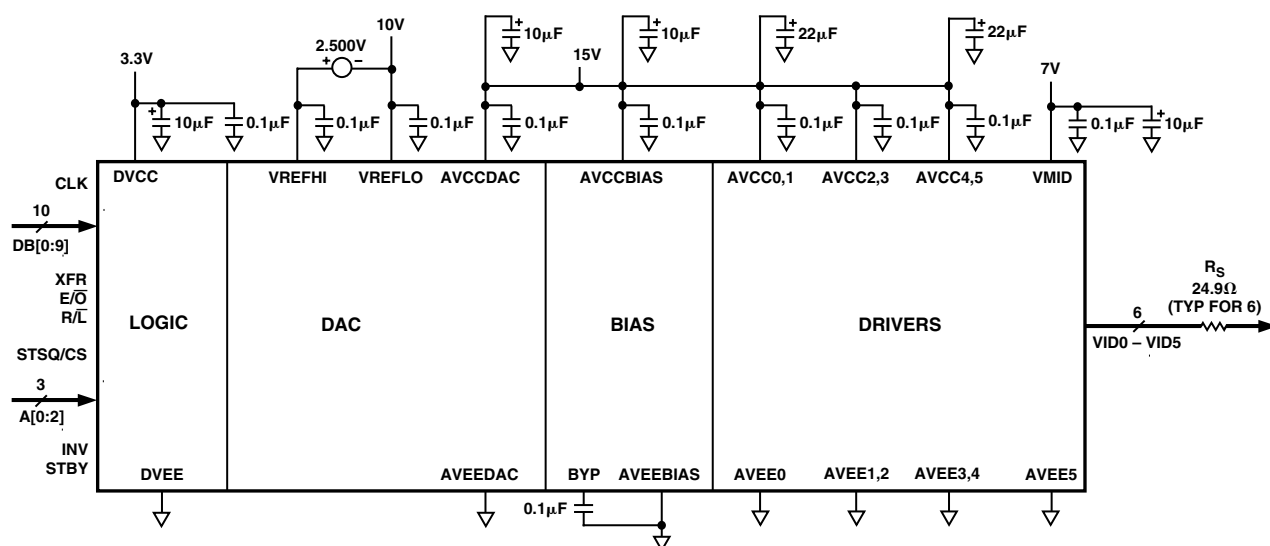 10V
2.500V
+ −
3.3V
15V
7V
+ 10μF
+ 10μF
+ 22μF
+ 22μF
+ 10μF
0.1μF
0.1μF
0.1μF
0.1μF
0.1μF
0.1μF
0.1μF
0.1μF
0.1μF
+ 10μF
DVCC
VREFHI
VREFLO
AVCCDAC
AVCCBIAS
AVCC0,1
AVCC2,3
AVCC4,5
VMID
CLK
10
DB[0:9]
XFR
E/O̅
R/L̅
STSQ/CS
3
A[0:2]
INV
STBY
LOGIC
DAC
BIAS
DRIVERS
6
VID0 – VID5
RS
24.9Ω
(TYP FOR 6)
DVEE
AVEEDAC
BYP
AVEEBIAS
AVEE0
AVEE1,2
AVEE3,4
AVEE5
0.1μF